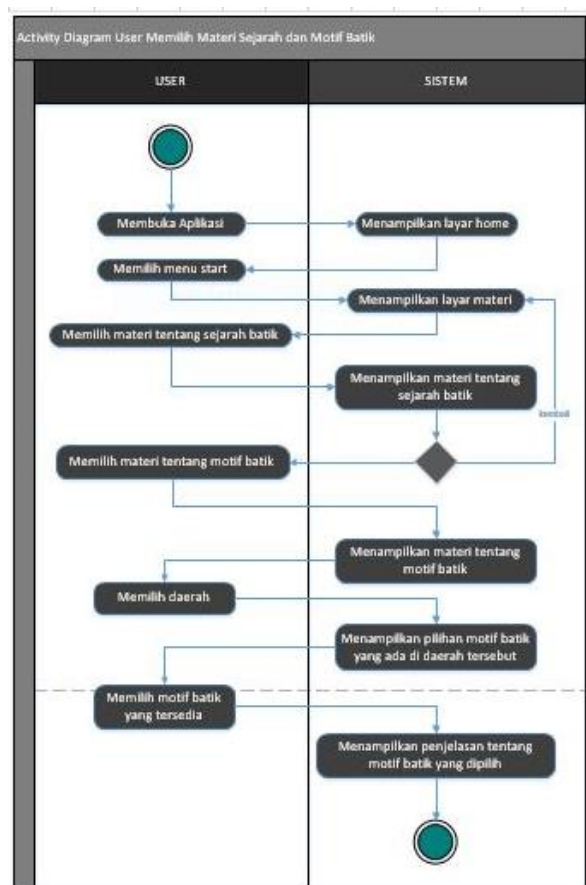 Activity Diagram User Memilih Materi Sejarah dan Motif Batik
USER
SISTEM
Membuka Aplikasi
Menampilkan layar home
Memilih menu start
Menampilkan layar materi
Memilih materi tentang sejarah batik
Menampilkan materi tentang
sejarah batik
kembali
Memilih materi tentang motif batik
Menampilkan materi tentang
motif batik
Memilih daerah
Menampilkan pilihan motif batik
yang ada di daerah tersebut
Memilih motif batik
yang tersedia
Menampilkan penjelasan tentang
motif batik yang dipilih